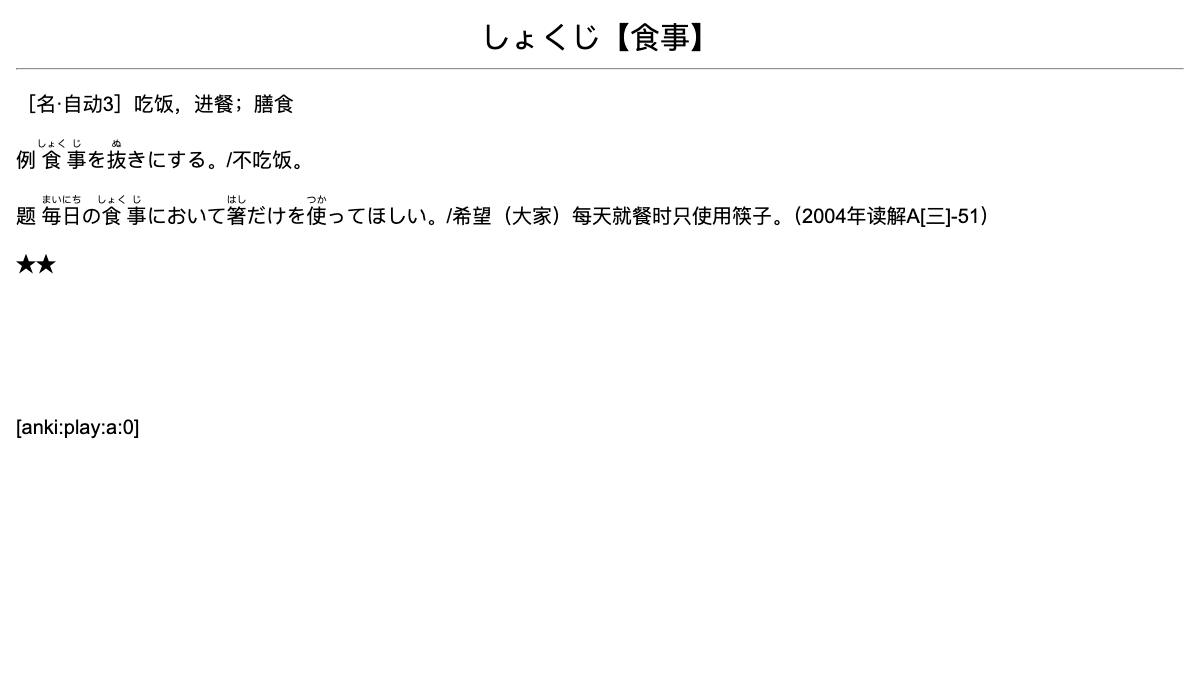 しょくじ【食事】
［名·自动3］吃饭，进餐；膳食
しょく じ ぬ
例 食事を抜きにする。/不吃饭。
まいにち しょく じ はし つか
题 毎日の食事において箸だけを使ってほしい。/希望（大家）每天就餐时只使用筷子。（2004年读解A[三]-51）
★★
[anki:play:a:0]